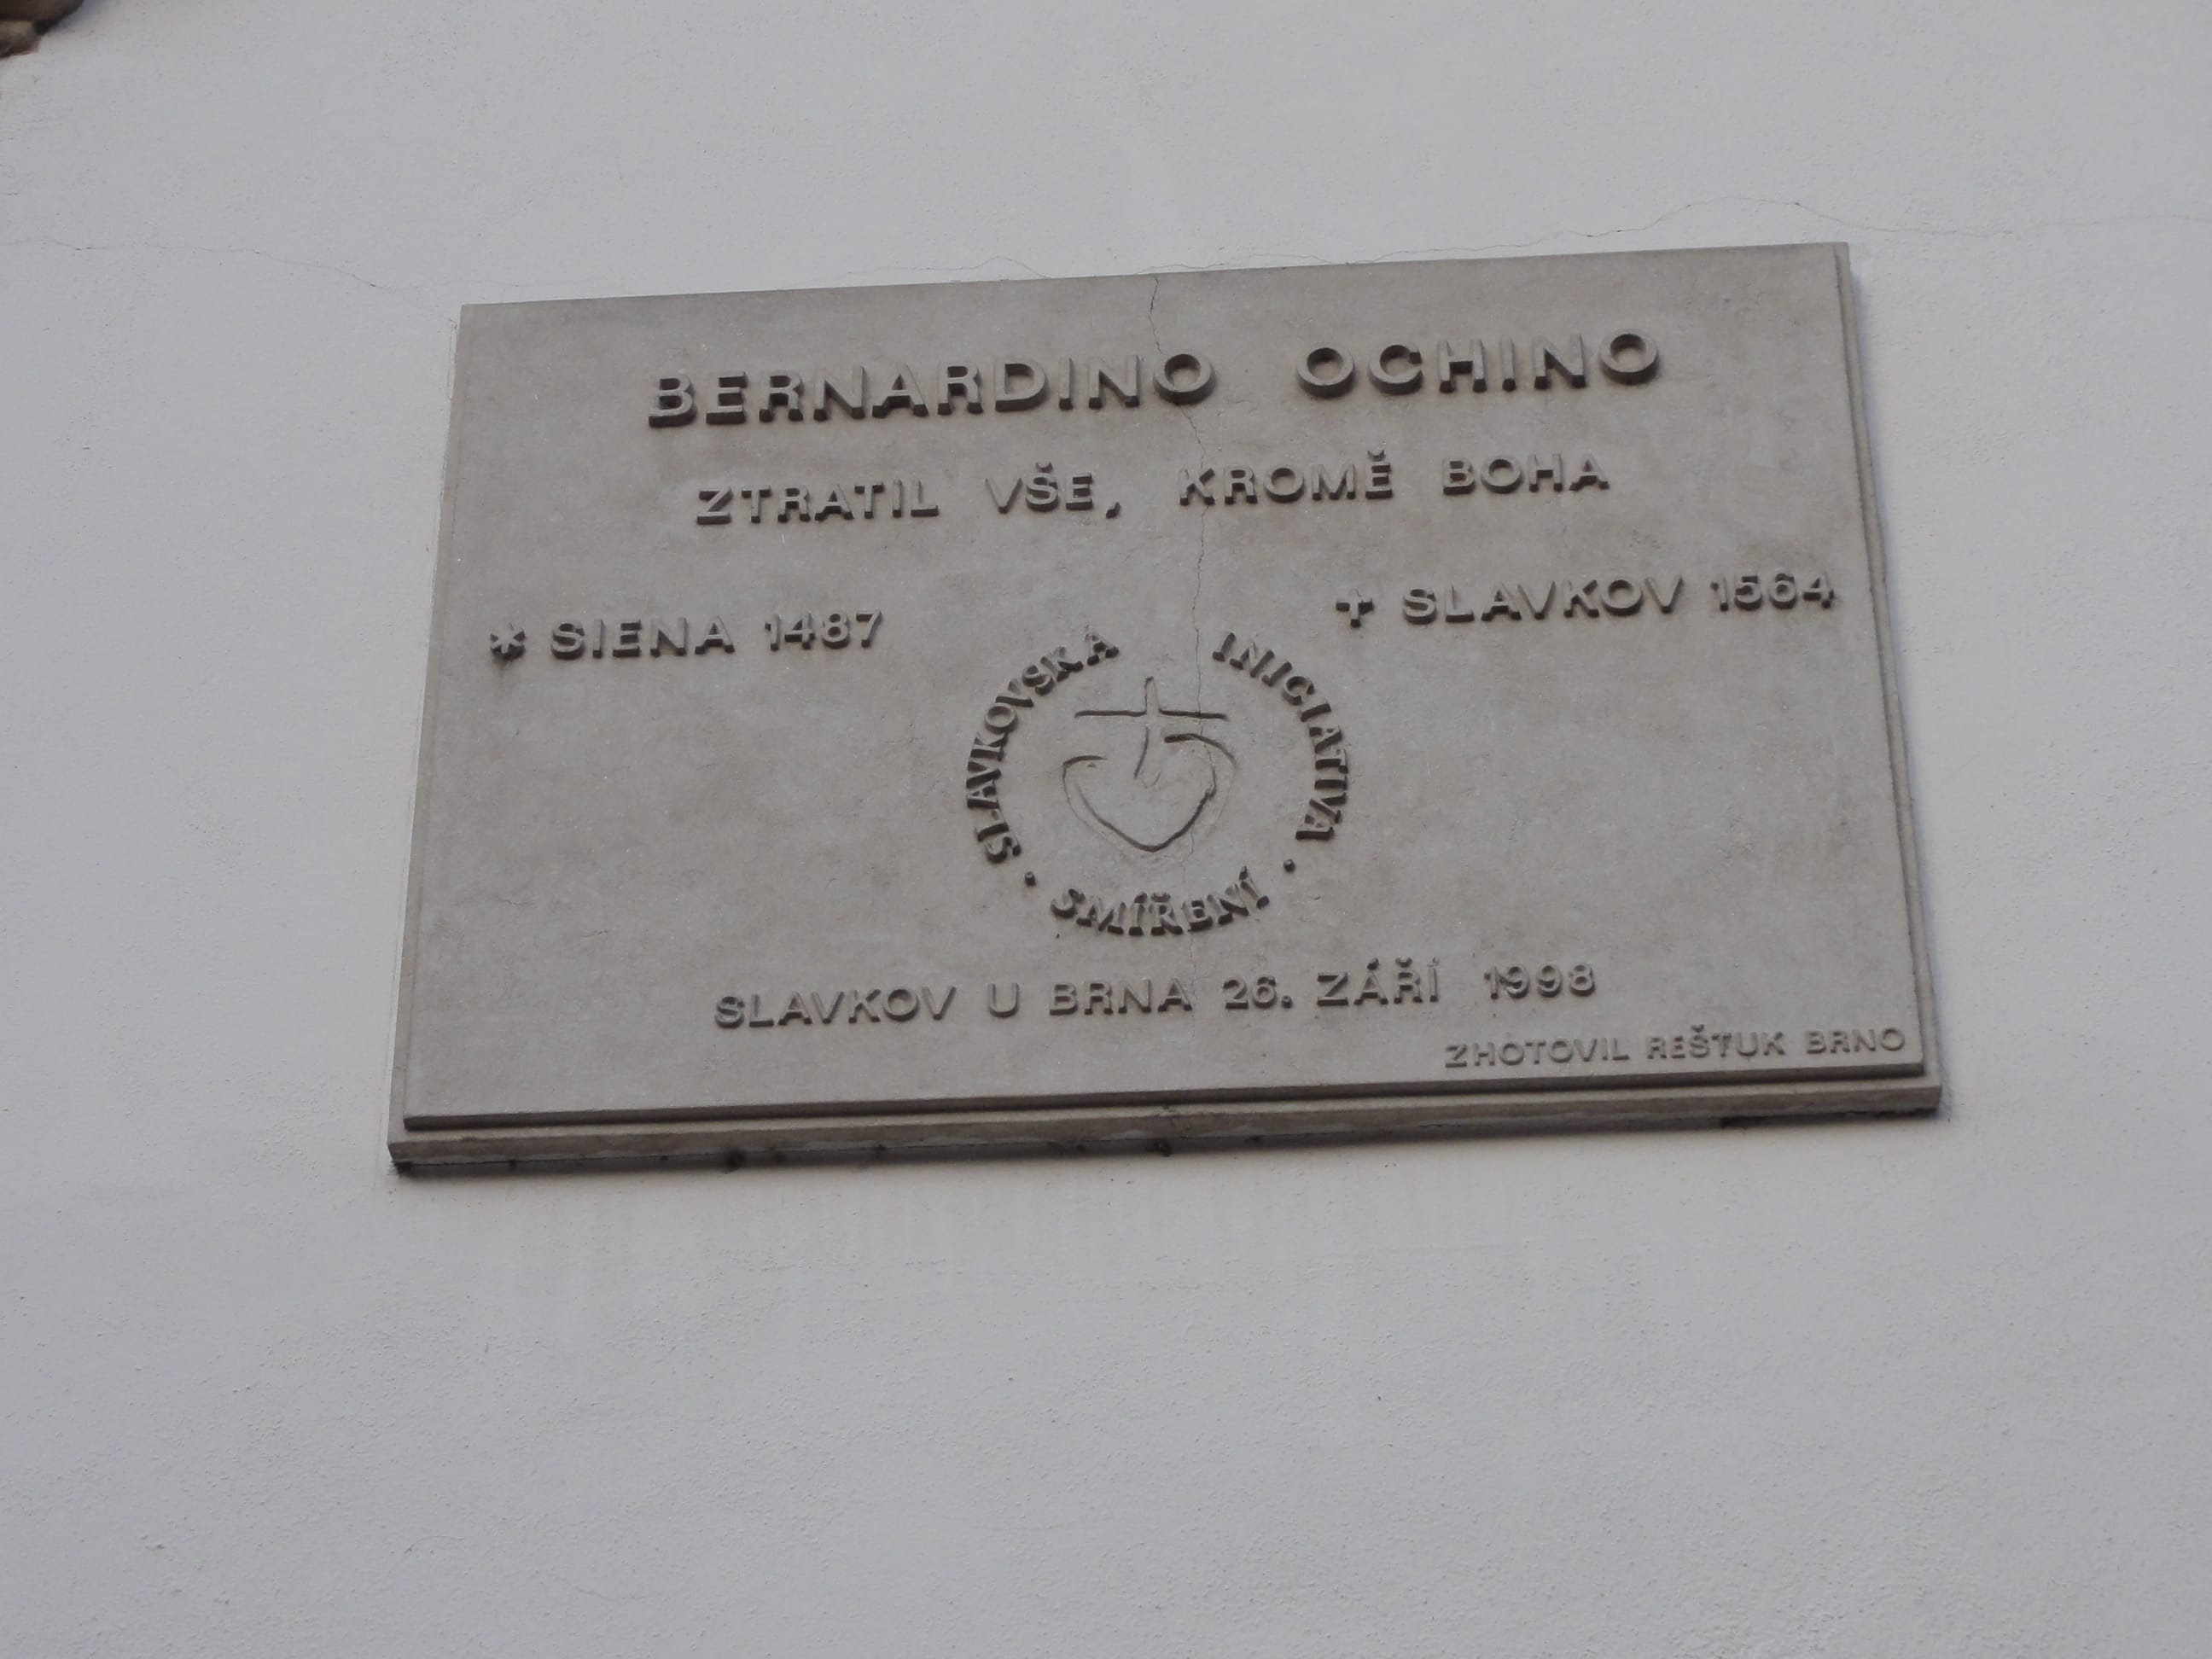 BERNARDINO OCHINO
ZTRATIL VŠE, KROMĚ BOHA
* SIENA 1487
+ SLAVKOV 1564
SLAVKOVSKÁ INICIATIVA
· SMÍŘENÍ ·
SLAVKOV U BRNA 26. ZÁŘÍ 1998
ZHOTOVIL REŠTUK BRNO